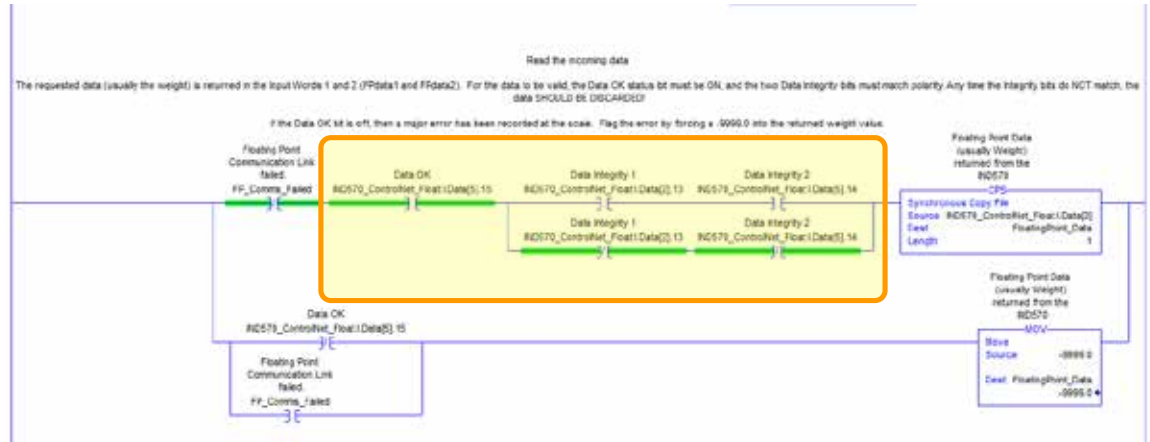 Read the incoming data
The requested data (usually the weight) is returned in the Input Words 1 and 2 (FPdata1 and FPdata2). For the data to be valid, the Data OK status bit must be ON, and the two Data Integrity bits must match polarity. Any time the Integrity bits do NOT match, the
data SHOULD BE DISCARDED!
If the Data OK bit is off, then a major error has been recorded at the scale. Flag the error by forcing a -9999.0 into the returned weight value.
Floating Point
Communication Link
failed.
FP_Comms_Failed
Data OK
IND570_ControlNet_Float:I.Data[5].15
Data Integrity 1
IND570_ControlNet_Float:I.Data[2].13
Data Integrity 2
IND570_ControlNet_Float:I.Data[5].14
Floating Point Data
(usually Weight)
returned from the
IND570
CPS
Synchronous Copy File
Source IND570_ControlNet_Float:I.Data[3]
Dest FloatingPoint_Data
Length 1
Data Integrity 1
IND570_ControlNet_Float:I.Data[2].13
Data Integrity 2
IND570_ControlNet_Float:I.Data[5].14
Data OK
IND570_ControlNet_Float:I.Data[5].15
Floating Point
Communication Link
failed.
FP_Comms_Failed
Floating Point Data
(usually Weight)
returned from the
IND570
MOV
Move
Source -9999.0
Dest FloatingPoint_Data
-9999.0